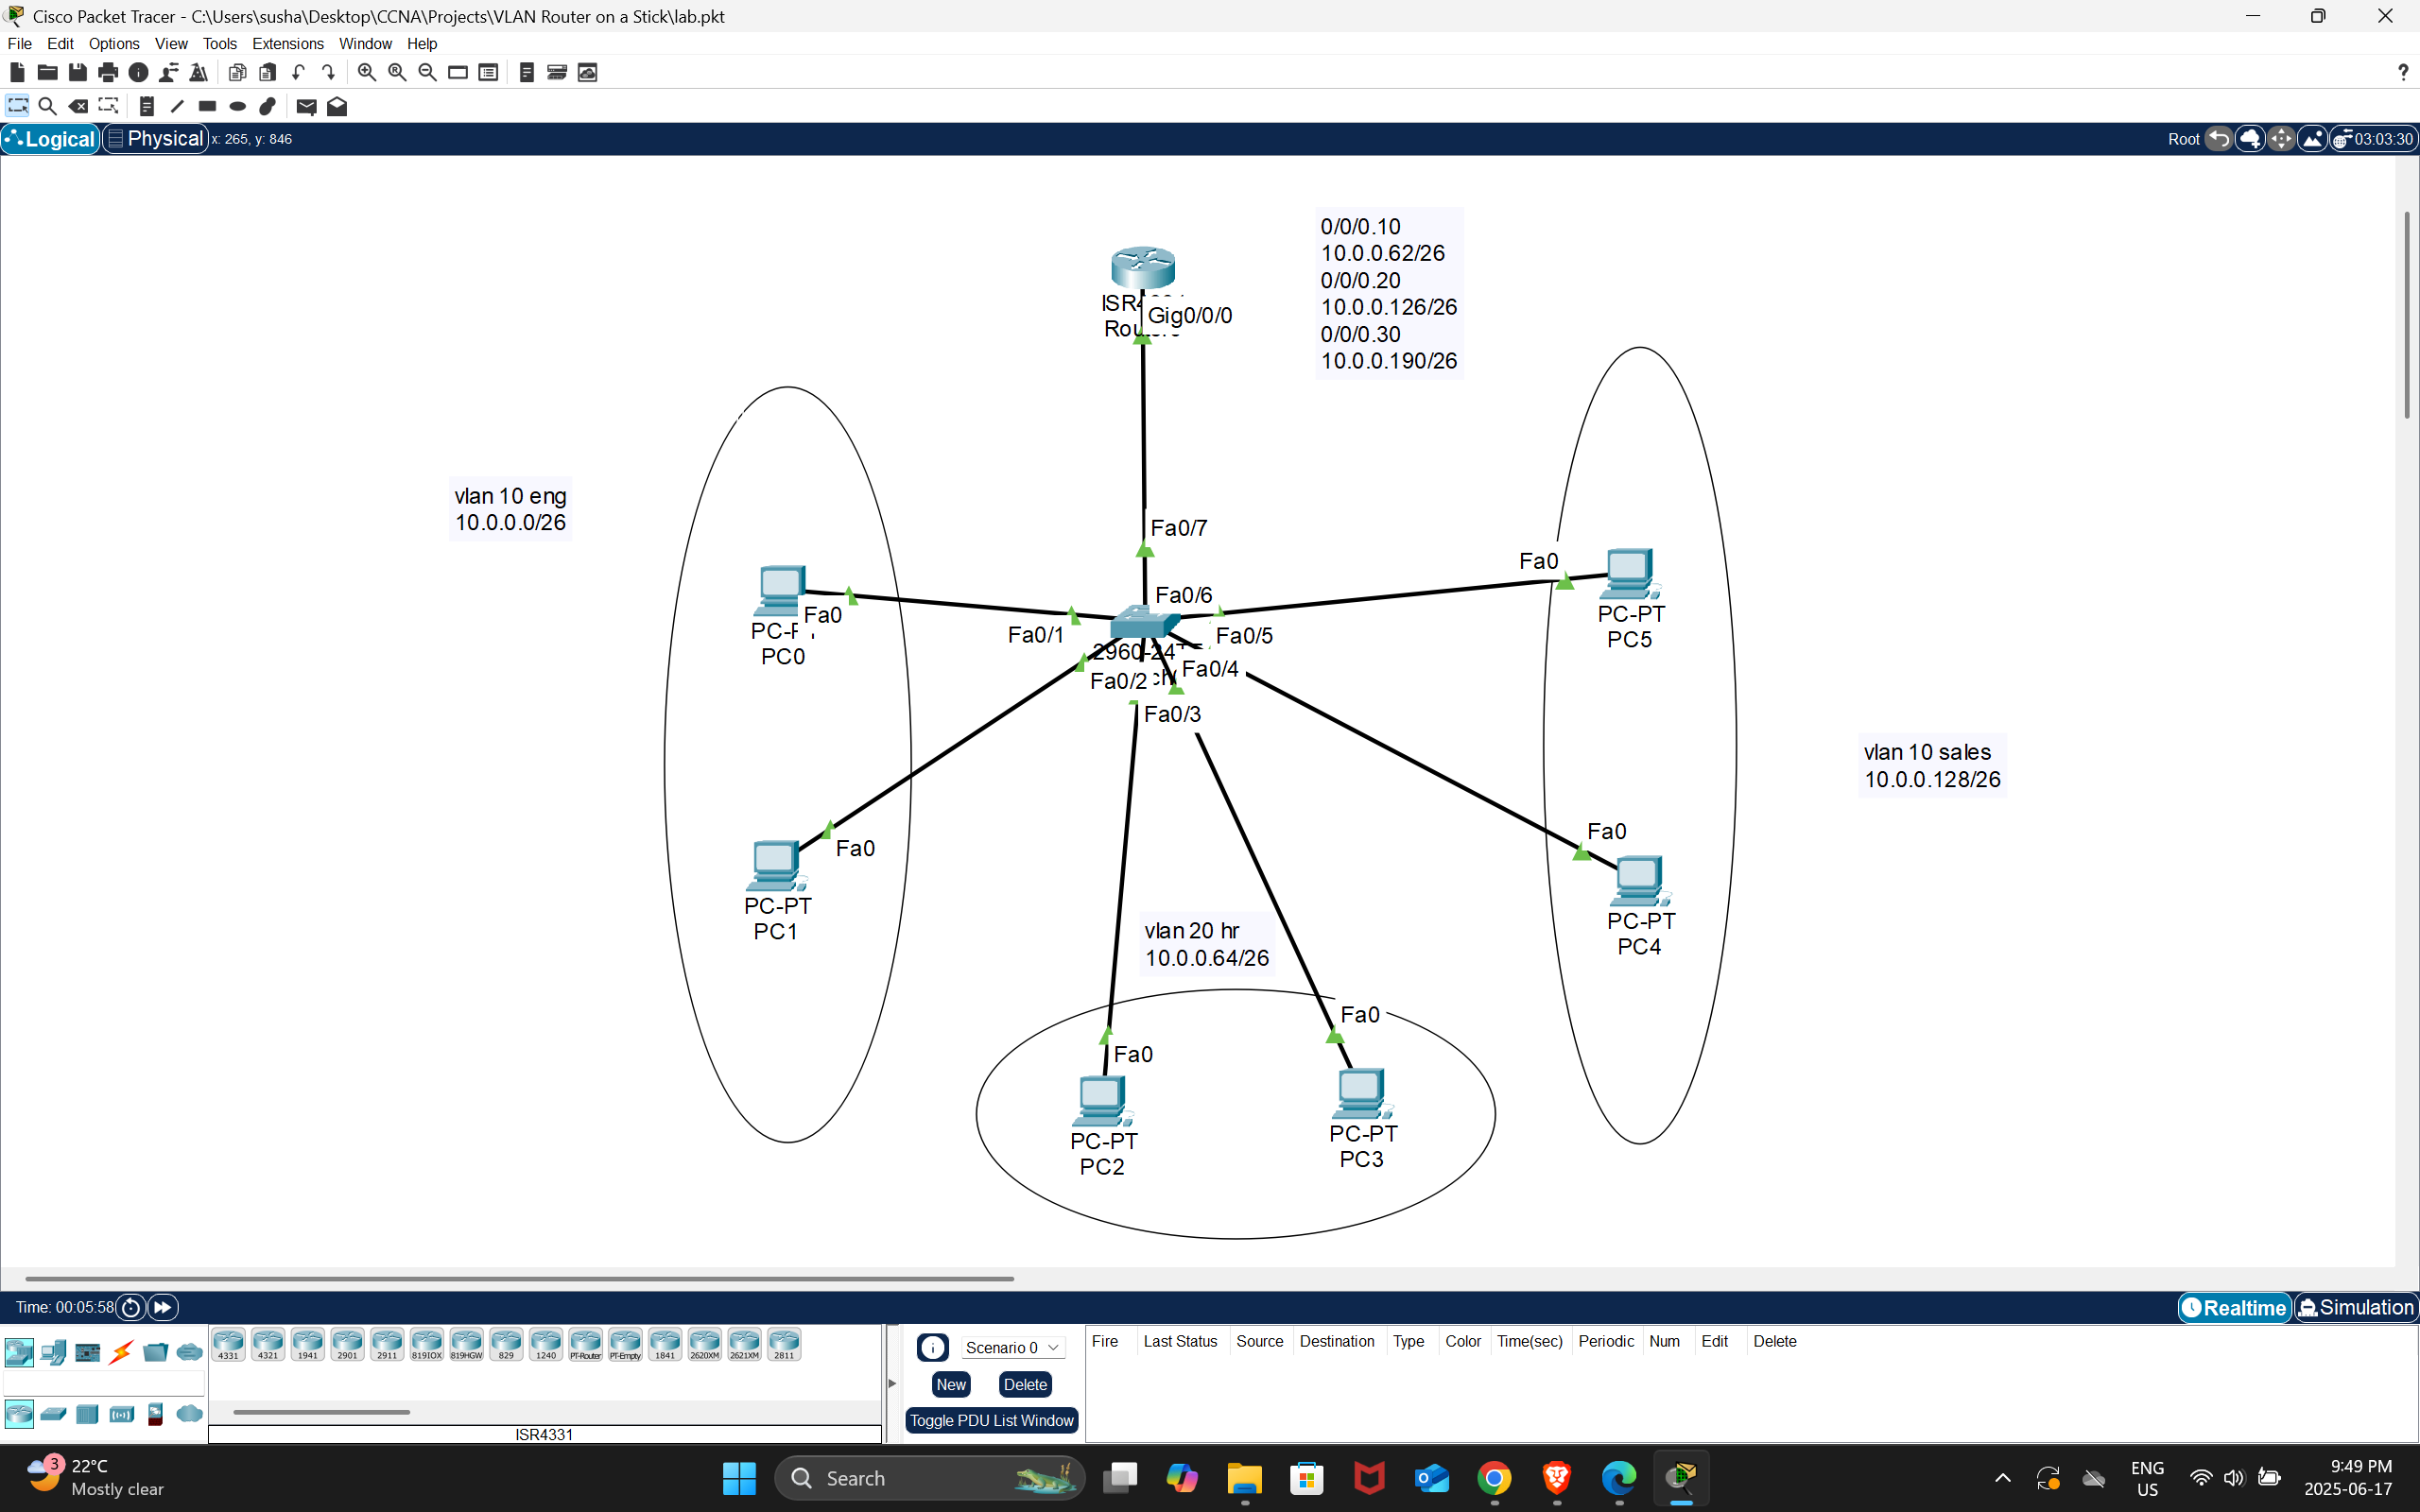 Cisco Packet Tracer - C:\Users\susha\Desktop\CCNA\Projects\VLAN Router on a Stick\lab.pkt
File Edit Options View Tools Extensions Window Help
?
Logical Physical x: 265, y: 846 Root 03:03:30
0/0/0.10
10.0.0.62/26
0/0/0.20
10.0.0.126/26
0/0/0.30
10.0.0.190/26
Gig0/0/0
vlan 10 eng
10.0.0.0/26
Fa0/7
Fa0
PC-PT
PC5
Fa0/6
Fa0
PC0
Fa0/1
Fa0/5
Fa0/4
Fa0/2
Fa0/3
vlan 10 sales
10.0.0.128/26
Fa0
PC-PT
PC1
Fa0
PC-PT
PC4
vlan 20 hr
10.0.0.64/26
Fa0
PC-PT
PC2
Fa0
PC-PT
PC3
Time: 00:05:58 Realtime Simulation
4331 4321 1941 2901 2911 819IOX 819HGW 829 1240 PT-Router PT-Empty 1841 2620XM 2621XM 2811
ISR4331
Scenario 0
New Delete
Toggle PDU List Window
Fire Last Status Source Destination Type Color Time(sec) Periodic Num Edit Delete
3
22°C
Mostly clear
Search
ENG
US
9:49 PM
2025-06-17